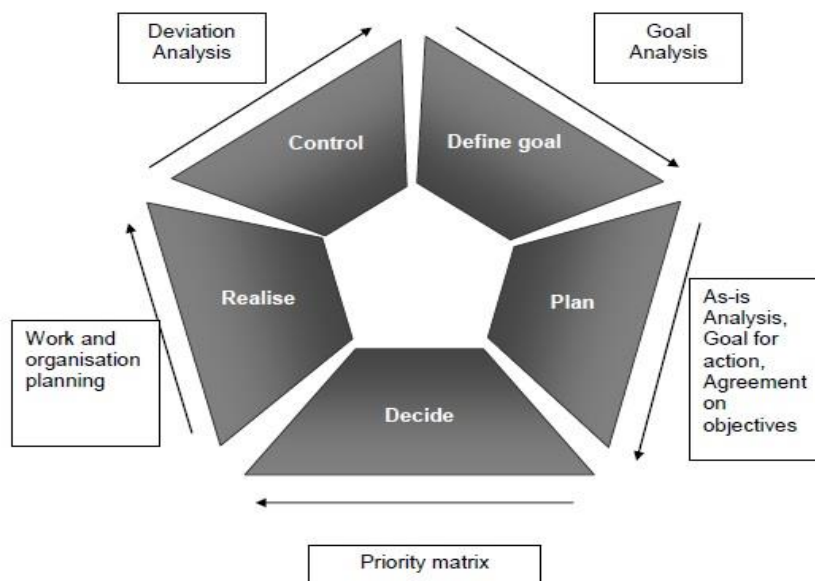 Deviation
Analysis
Goal
Analysis
Control
Define goal
Realise
Plan
Work and
organisation
planning
As-is
Analysis,
Goal for
action,
Agreement
on
objectives
Decide
Priority matrix